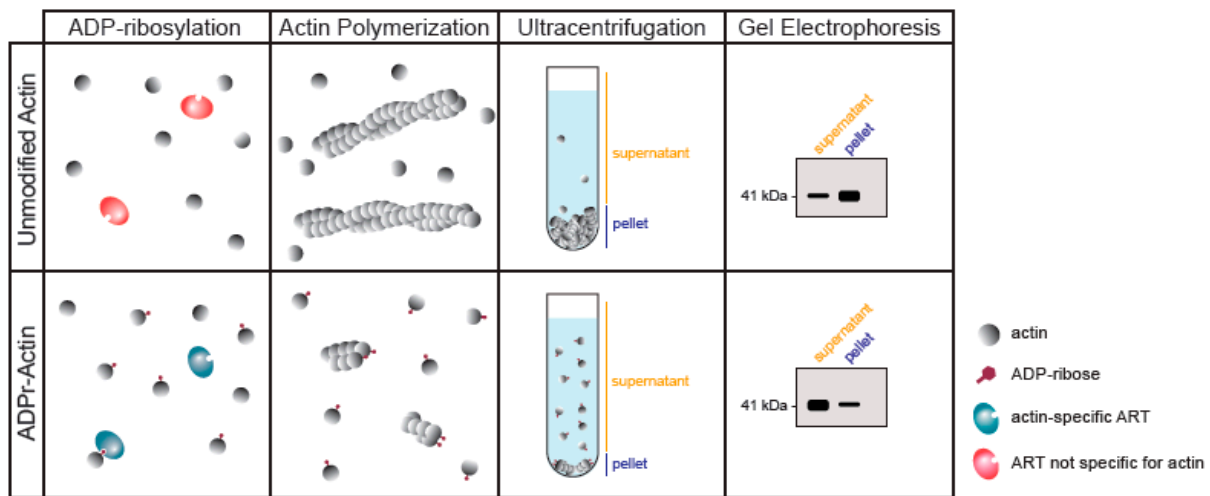 ADP-ribosylation
Actin Polymerization
Ultracentrifugation
Gel Electrophoresis
Unmodified Actin
supernatant
pellet
supernatant
pellet
41 kDa
ADPr-Actin
supernatant
pellet
supernatant
pellet
41 kDa
actin
ADP-ribose
actin-specific ART
ART not specific for actin